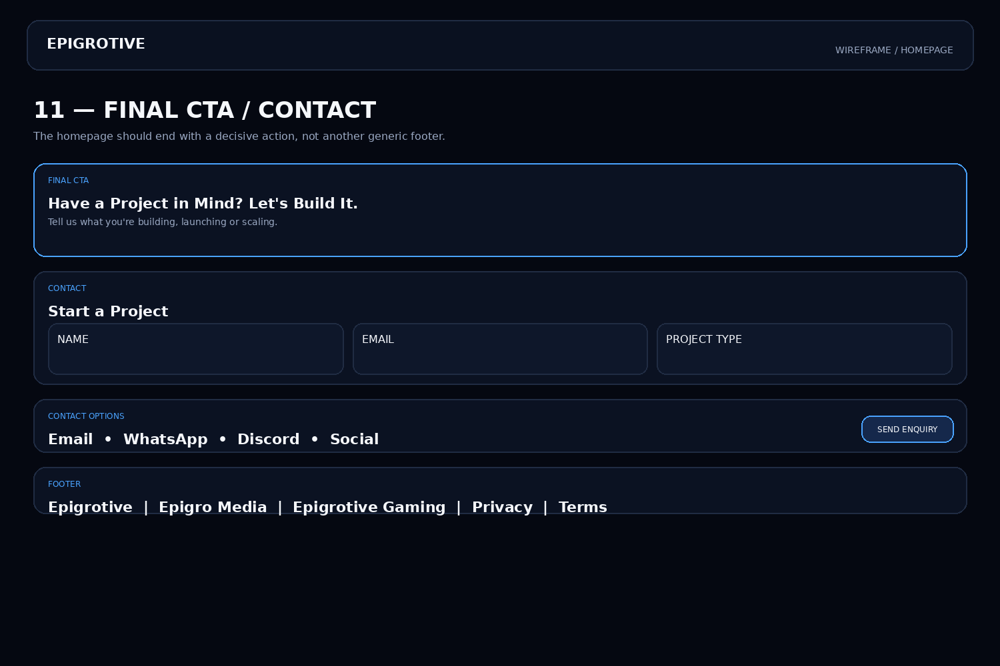 EPIGROTIVE
WIREFRAME / HOMEPAGE
11 — FINAL CTA / CONTACT
The homepage should end with a decisive action, not another generic footer.
FINAL CTA
Have a Project in Mind? Let's Build It.
Tell us what you're building, launching or scaling.
CONTACT
Start a Project
NAME
EMAIL
PROJECT TYPE
CONTACT OPTIONS
Email • WhatsApp • Discord • Social
SEND ENQUIRY
FOOTER
Epigrotive | Epigro Media | Epigrotive Gaming | Privacy | Terms